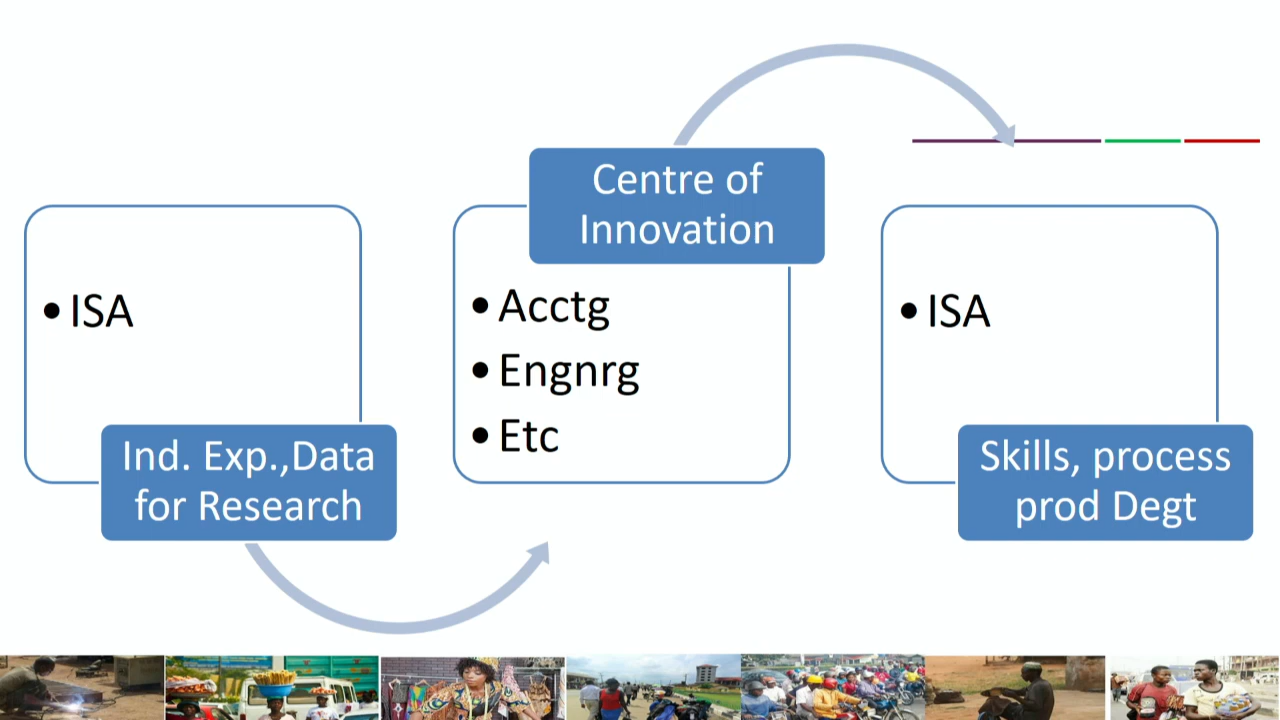 • ISA
Ind. Exp.,Data
for Research
Centre of
Innovation
• Acctg
• Engnrg
• Etc
• ISA
Skills, process
prod Degt